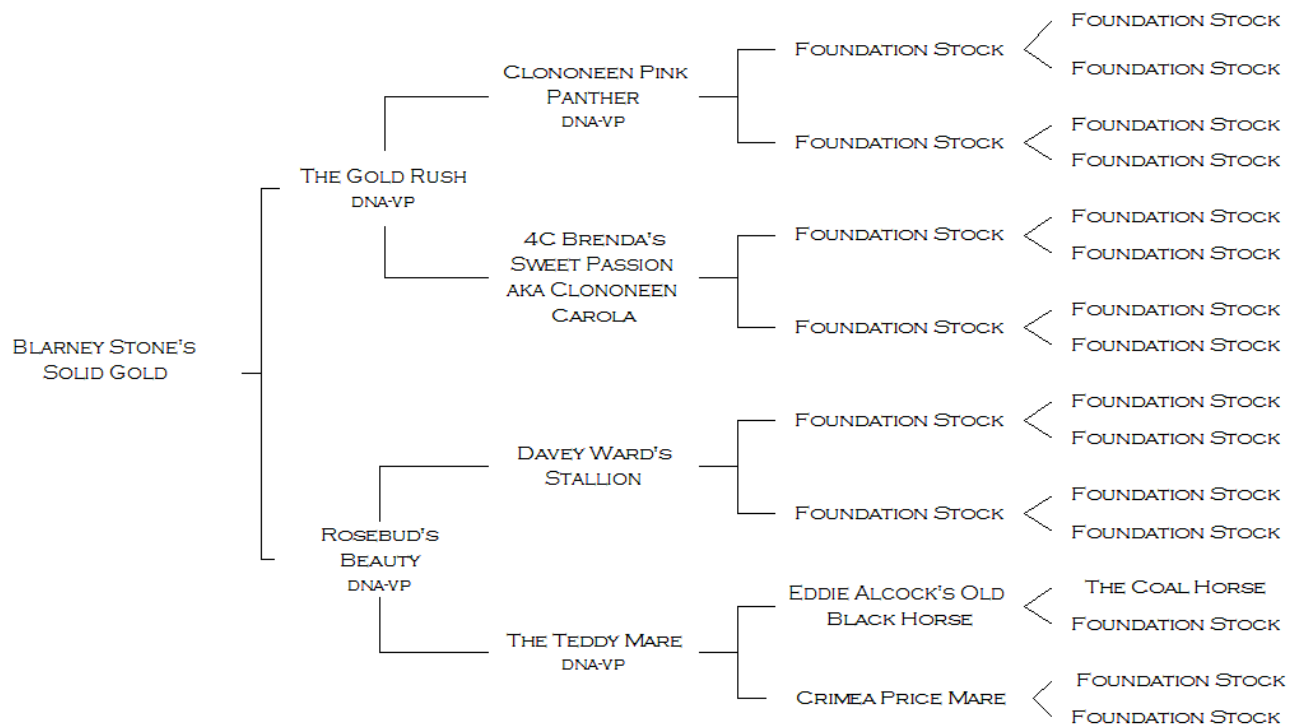 Foundation Stock
Clononeen Pink
Panther
DNA-VP
Foundation Stock
Foundation Stock
Foundation Stock
Foundation Stock
Foundation Stock
The Gold Rush
DNA-VP
4C Brenda's
Sweet Passion
aka Clononeen
Carola
Foundation Stock
Foundation Stock
Foundation Stock
Foundation Stock
Foundation Stock
Foundation Stock
Blarney Stone's
Solid Gold
Davey Ward's
Stallion
Foundation Stock
Foundation Stock
Foundation Stock
Foundation Stock
Foundation Stock
Foundation Stock
Rosebud's
Beauty
DNA-VP
The Teddy Mare
DNA-VP
Eddie Alcock's Old
Black Horse
The Coal Horse
Foundation Stock
Crimea Price Mare
Foundation Stock
Foundation Stock